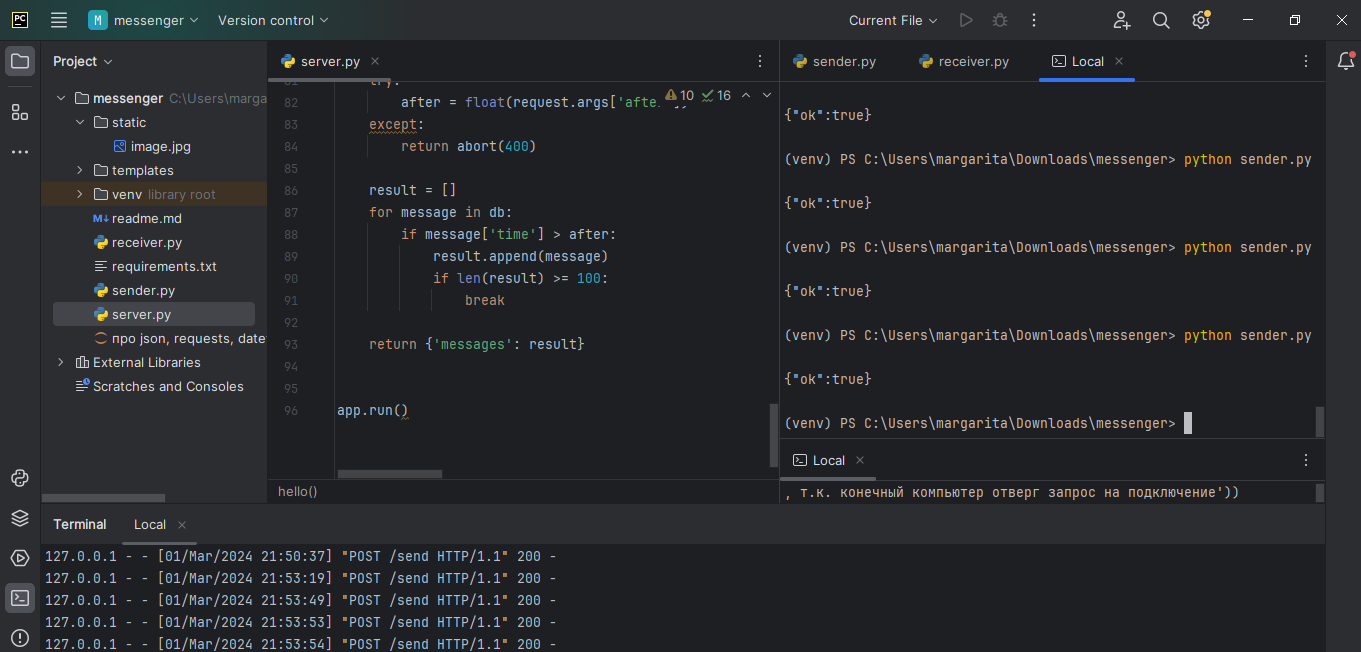 PC
M messenger Version control
Current File
Project
messenger C:\Users\marga
static
image.jpg
templates
venv library root
M↓ readme.md
receiver.py
requirements.txt
sender.py
server.py
про json, requests, date
External Libraries
Scratches and Consoles
server.py
10 16
81 try:
82 after = float(request.args['afte
83 except:
84 return abort(400)
85
86 result = []
87 for message in db:
88 if message['time'] > after:
89 result.append(message)
90 if len(result) >= 100:
91 break
92
93 return {'messages': result}
94
95
96 app.run()
hello()
sender.py receiver.py Local
{"ok":true}
(venv) PS C:\Users\margarita\Downloads\messenger> python sender.py
{"ok":true}
(venv) PS C:\Users\margarita\Downloads\messenger> python sender.py
{"ok":true}
(venv) PS C:\Users\margarita\Downloads\messenger> python sender.py
{"ok":true}
(venv) PS C:\Users\margarita\Downloads\messenger>
Local
, т.к. конечный компьютер отверг запрос на подключение'))
Terminal Local
127.0.0.1 - - [01/Mar/2024 21:50:37] "POST /send HTTP/1.1" 200 -
127.0.0.1 - - [01/Mar/2024 21:53:19] "POST /send HTTP/1.1" 200 -
127.0.0.1 - - [01/Mar/2024 21:53:49] "POST /send HTTP/1.1" 200 -
127.0.0.1 - - [01/Mar/2024 21:53:53] "POST /send HTTP/1.1" 200 -
127.0.0.1 - - [01/Mar/2024 21:53:54] "POST /send HTTP/1.1" 200 -